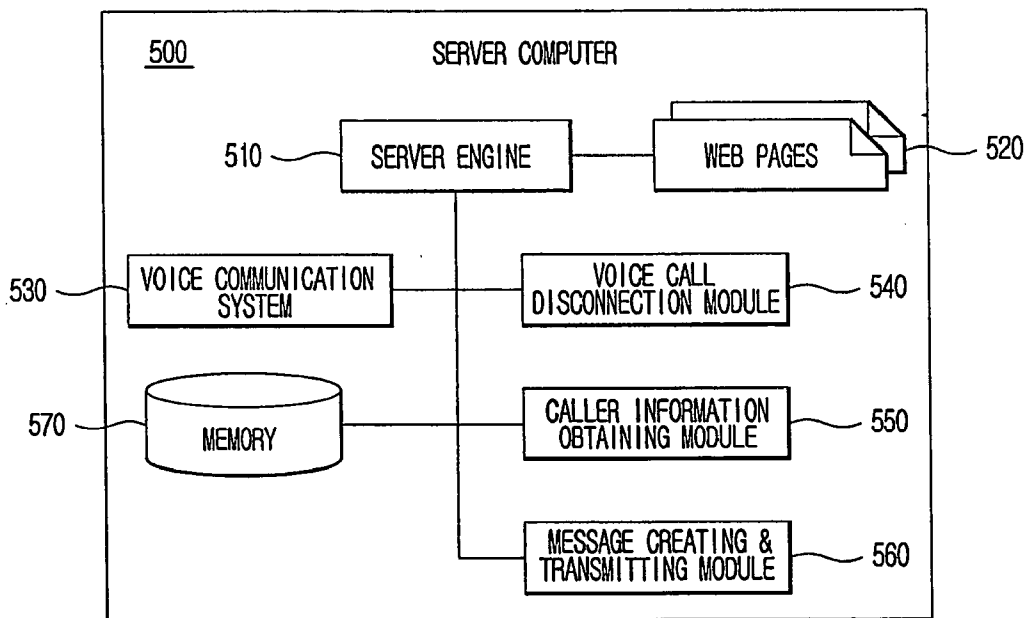 500
SERVER COMPUTER
510
SERVER ENGINE
WEB PAGES
520
530
VOICE COMMUNICATION
SYSTEM
VOICE CALL
DISCONNECTION MODULE
540
570
MEMORY
CALLER INFORMATION
OBTAINING MODULE
550
MESSAGE CREATING &
TRANSMITTING MODULE
560